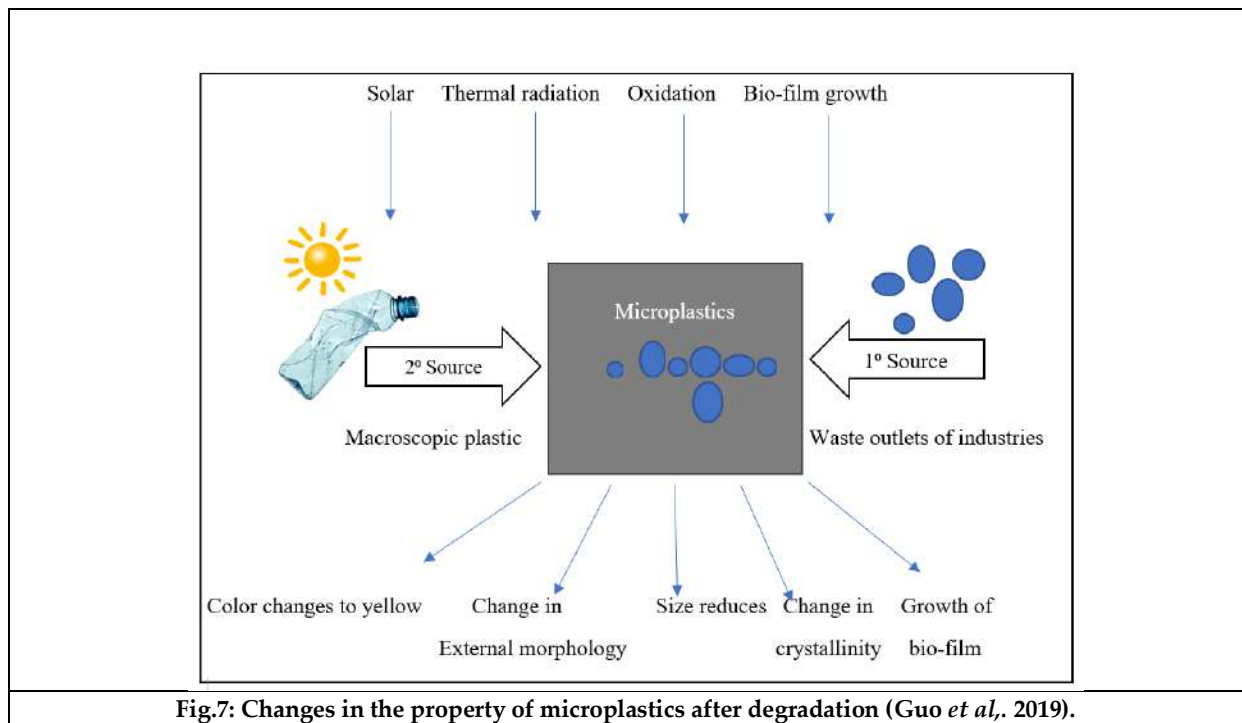 Solar Thermal radiation Oxidation Bio-film growth
Microplastics
2º Source
1º Source
Macroscopic plastic
Waste outlets of industries
Color changes to yellow
Change in
External morphology
Size reduces
Change in
crystallinity
Growth of
bio-film
Fig.7: Changes in the property of microplastics after degradation (Guo et al,. 2019).